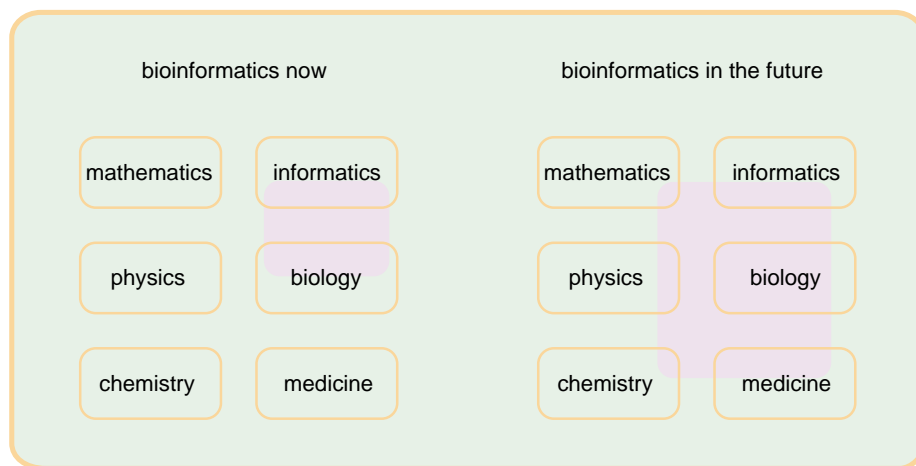 bioinformatics now
mathematics
informatics
physics
biology
chemistry
medicine
bioinformatics in the future
mathematics
informatics
physics
biology
chemistry
medicine